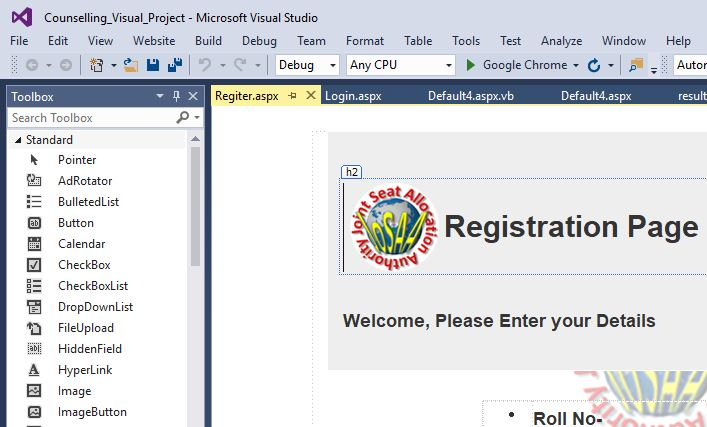 Counselling_Visual_Project - Microsoft Visual Studio
File Edit View Website Build Debug Team Format Table Tools Test Analyze Window Help
Debug Any CPU Google Chrome Autor
Toolbox
Regiter.aspx Login.aspx Default4.aspx.vb Default4.aspx result
Search Toolbox
Standard
Pointer
AdRotator
BulletedList
Button
Calendar
CheckBox
CheckBoxList
DropDownList
FileUpload
HiddenField
HyperLink
Image
ImageButton
h2
Joint Seat Allocation Authority
JOSAA
Registration Page
Welcome, Please Enter your Details
Roll No-